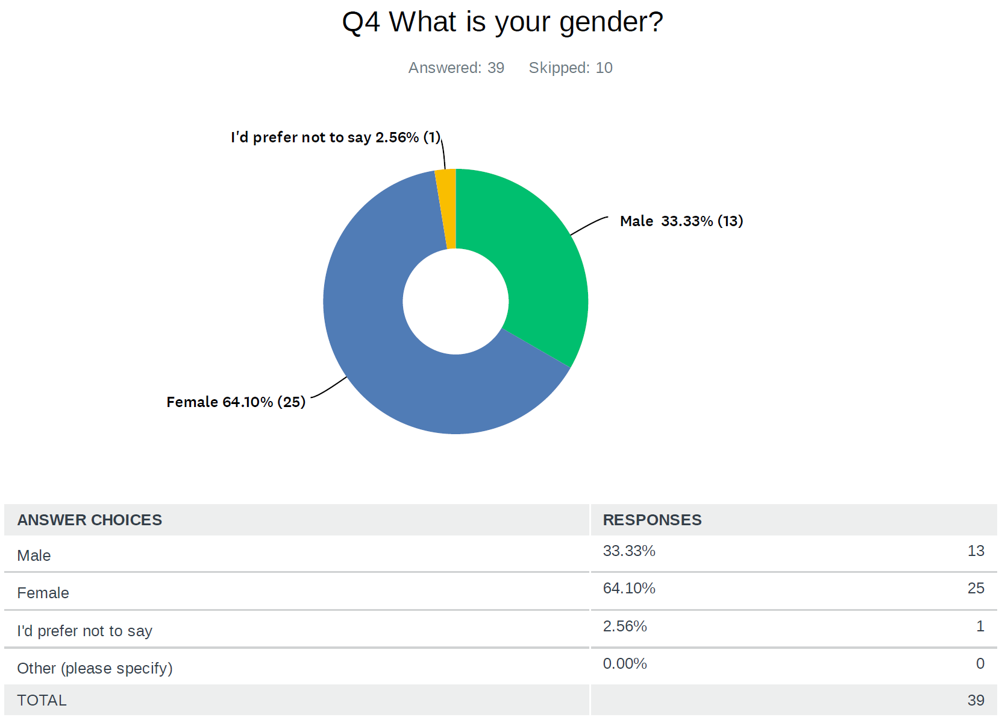 Q4 What is your gender?
Answered: 39 Skipped: 10
I'd prefer not to say 2.56% (1)
Male 33.33% (13)
Female 64.10% (25)
ANSWER CHOICES RESPONSES
Male 33.33% 13
Female 64.10% 25
I'd prefer not to say 2.56% 1
Other (please specify) 0.00% 0
TOTAL 39